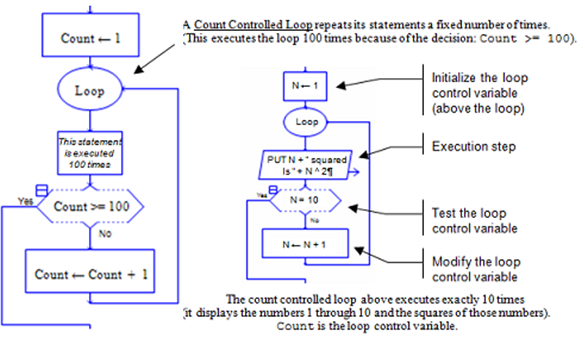 Count ← 1
Loop
This statement
is executed
100 times
Yes
Count >= 100
No
Count ← Count + 1
A Count Controlled Loop repeats its statements a fixed number of times.
(This executes the loop 100 times because of the decision: Count >= 100).
N ← 1
Loop
PUT N + " squared
Is " + N ^ 2¶
Yes
N = 10
No
N ← N + 1
Initialize the loop
control variable
(above the loop)
Execution step
Test the loop
control variable
Modify the loop
control variable
The count controlled loop above executes exactly 10 times
(it displays the numbers 1 through 10 and the squares of those numbers).
Count is the loop control variable.